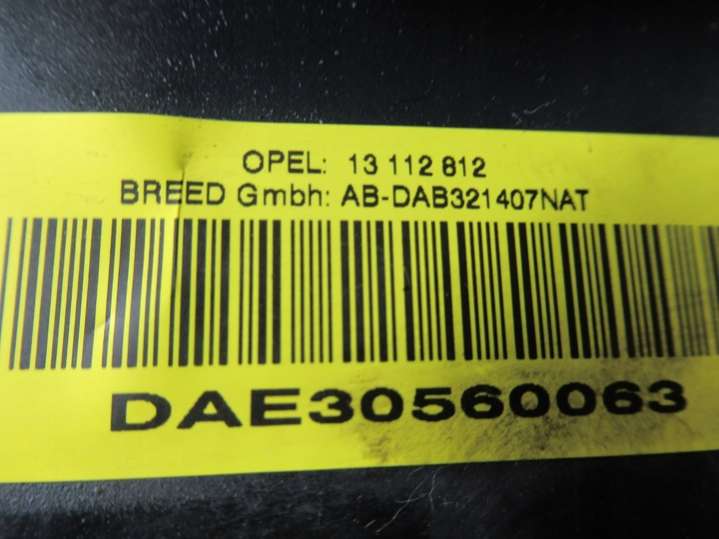 OPEL: 13 112 812
BREED Gmbh: AB-DAB321407NAT
DAE30560063